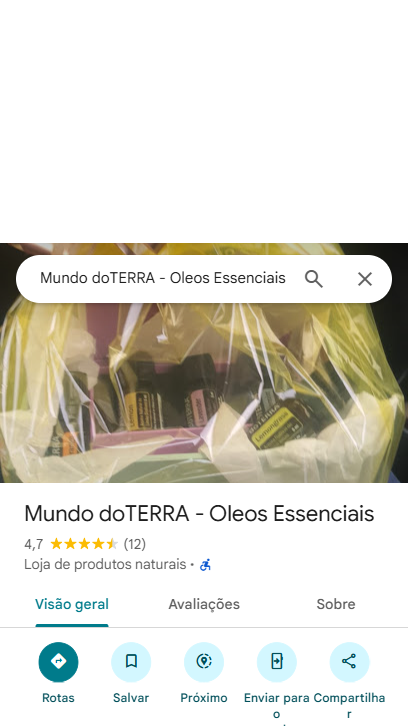 Mundo doTERRA - Oleos Essenciais
Lemongrass
Mundo doTERRA - Oleos Essenciais
4,7 (12)
Loja de produtos naturais ·
Visão geral Avaliações Sobre
Rotas Salvar Próximo Enviar para o Compartilhar